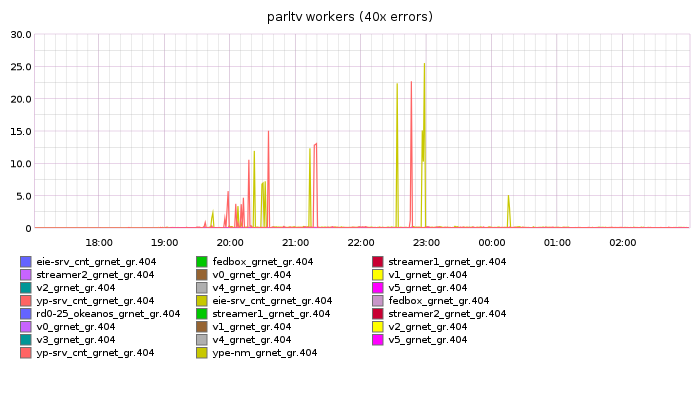 parltv workers (40x errors)
30.0
25.0
20.0
15.0
10.0
5.0
0
18:00 19:00 20:00 21:00 22:00 23:00 00:00 01:00 02:00
eie-srv_cnt_grnet_gr.404 fedbox_grnet_gr.404 streamer1_grnet_gr.404
streamer2_grnet_gr.404 v0_grnet_gr.404 v1_grnet_gr.404
v2_grnet_gr.404 v4_grnet_gr.404 v5_grnet_gr.404
yp-srv_cnt_grnet_gr.404 eie-srv_cnt_grnet_gr.404 fedbox_grnet_gr.404
rd0-25_okeanos_grnet_gr.404 streamer1_grnet_gr.404 streamer2_grnet_gr.404
v0_grnet_gr.404 v1_grnet_gr.404 v2_grnet_gr.404
v3_grnet_gr.404 v4_grnet_gr.404 v5_grnet_gr.404
yp-srv_cnt_grnet_gr.404 ype-nm_grnet_gr.404